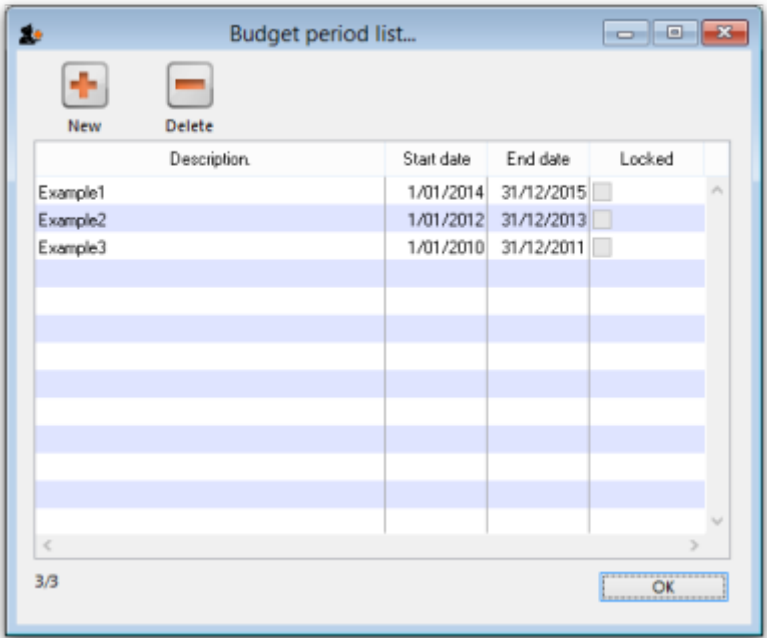 Budget period list...
New Delete
Description. Start date End date Locked
Example1 1/01/2014 31/12/2015
Example2 1/01/2012 31/12/2013
Example3 1/01/2010 31/12/2011
3/3 OK